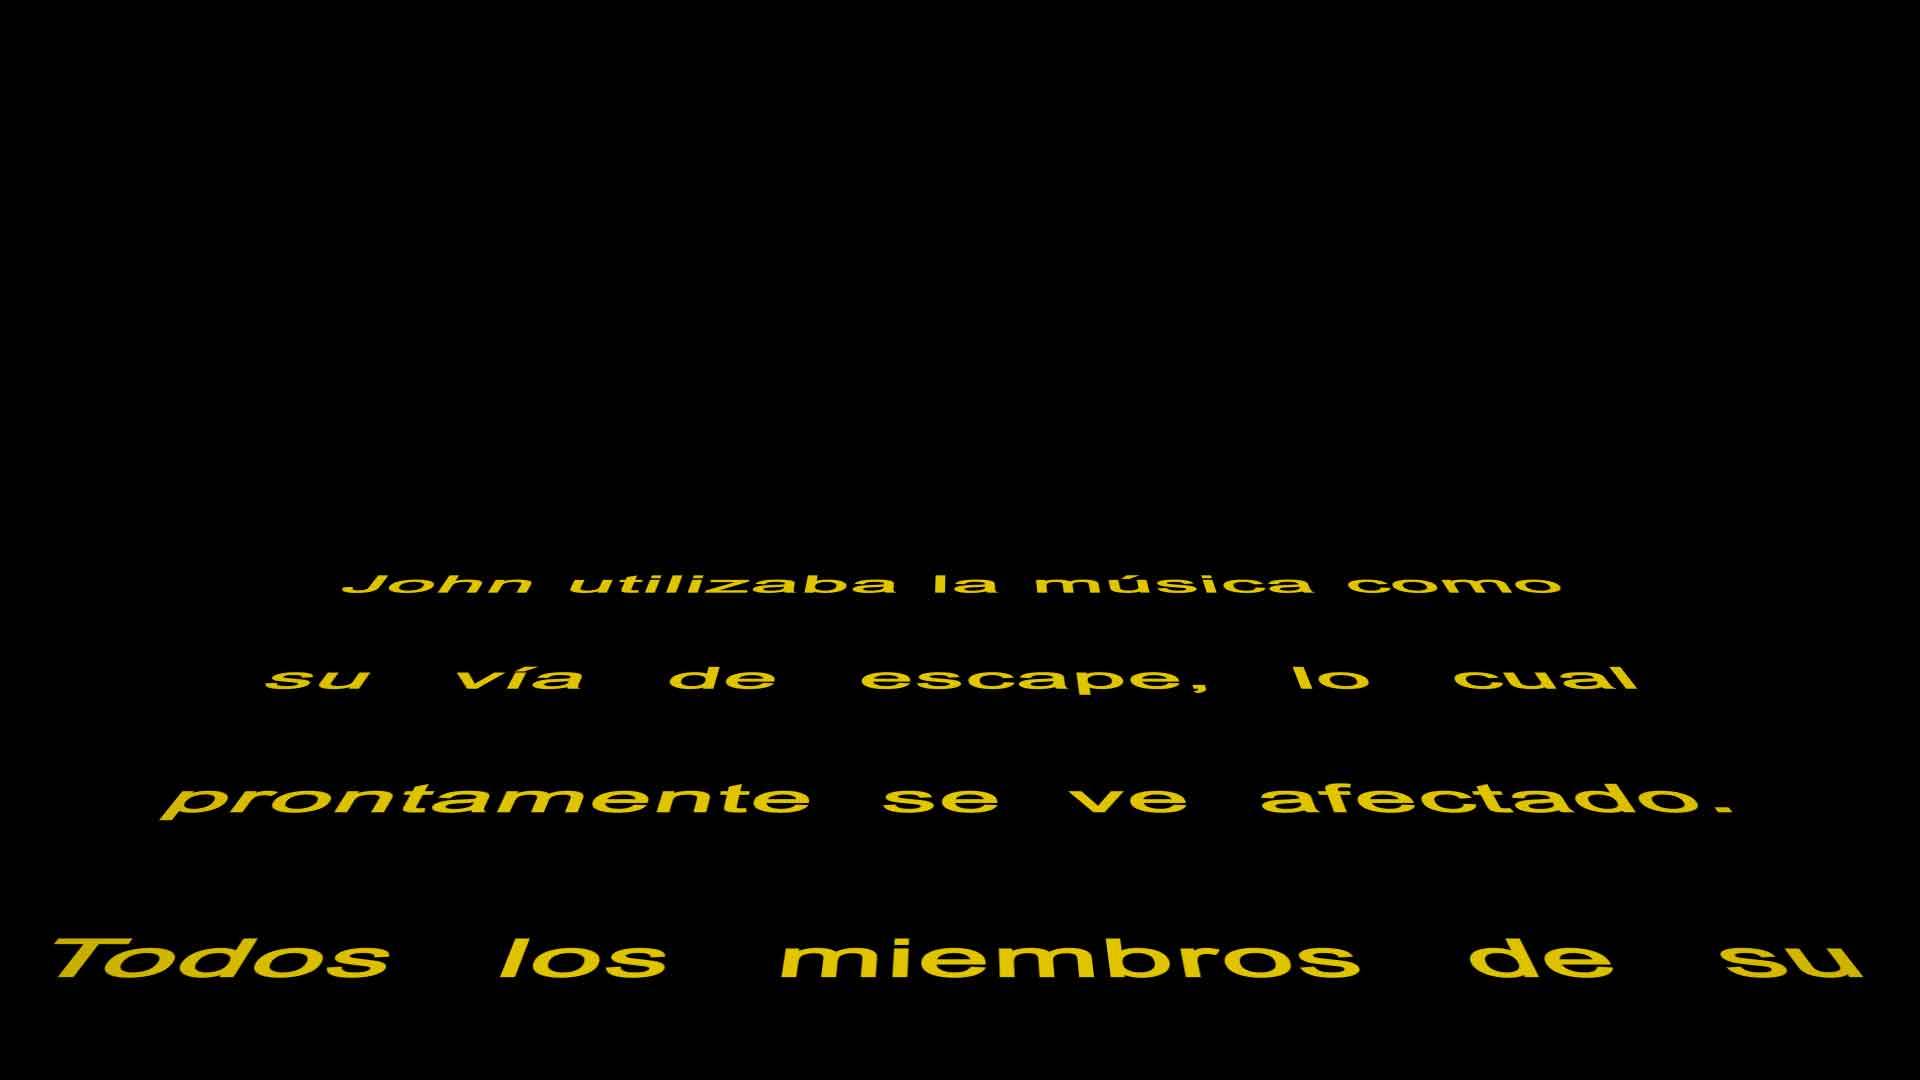 John utilizaba la música como
su vía de escape, lo cual
prontamente se ve afectado.
Todos los miembros de su